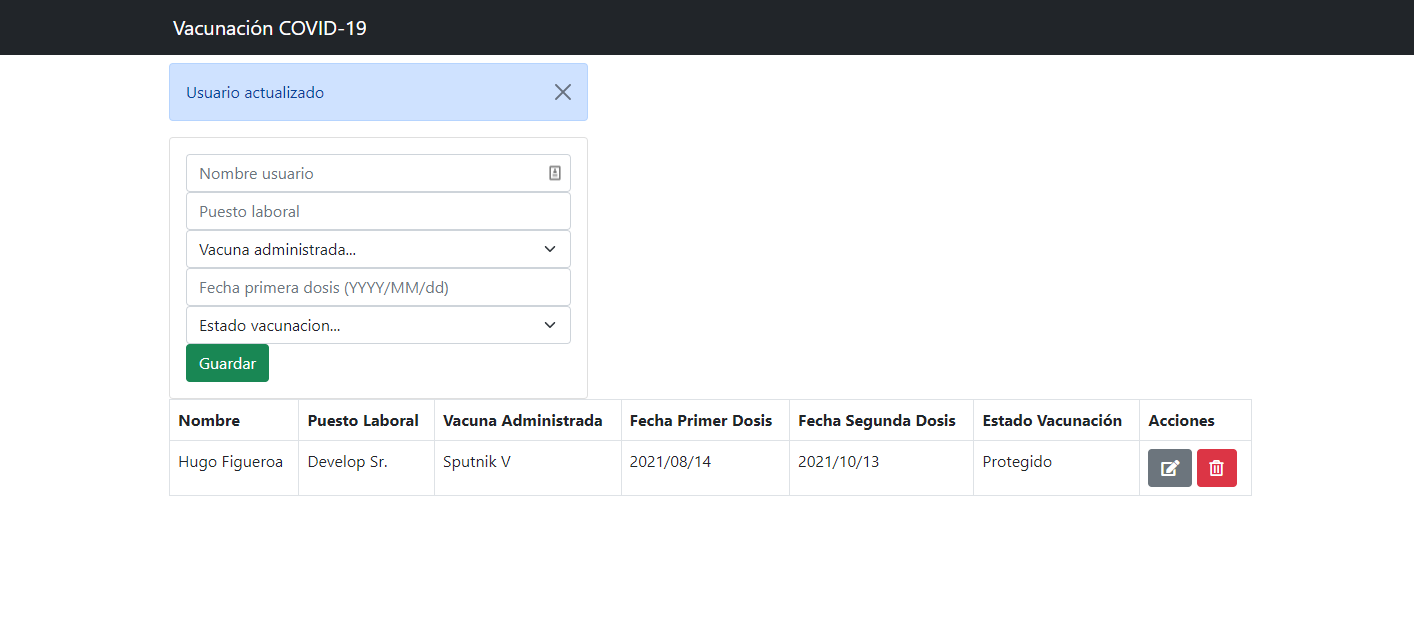 Vacunación COVID-19
Usuario actualizado
Nombre usuario
Puesto laboral
Vacuna administrada...
Fecha primera dosis (YYYY/MM/dd)
Estado vacunacion...
Guardar
Nombre Puesto Laboral Vacuna Administrada Fecha Primer Dosis Fecha Segunda Dosis Estado Vacunación Acciones
Hugo Figueroa Develop Sr. Sputnik V 2021/08/14 2021/10/13 Protegido